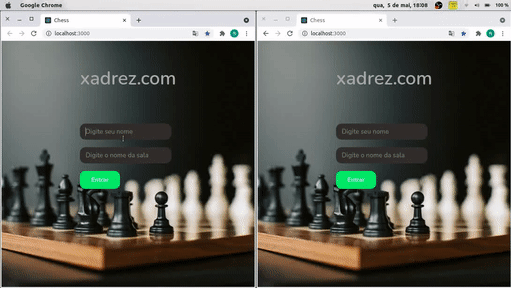 Google Chrome
qua, 5 de mai, 18:08
100 %
Chess
localhost:3000
xadrez.com
Digite seu nome
Digite o nome da sala
Entrar
Chess
localhost:3000
xadrez.com
Digite seu nome
Digite o nome da sala
Entrar